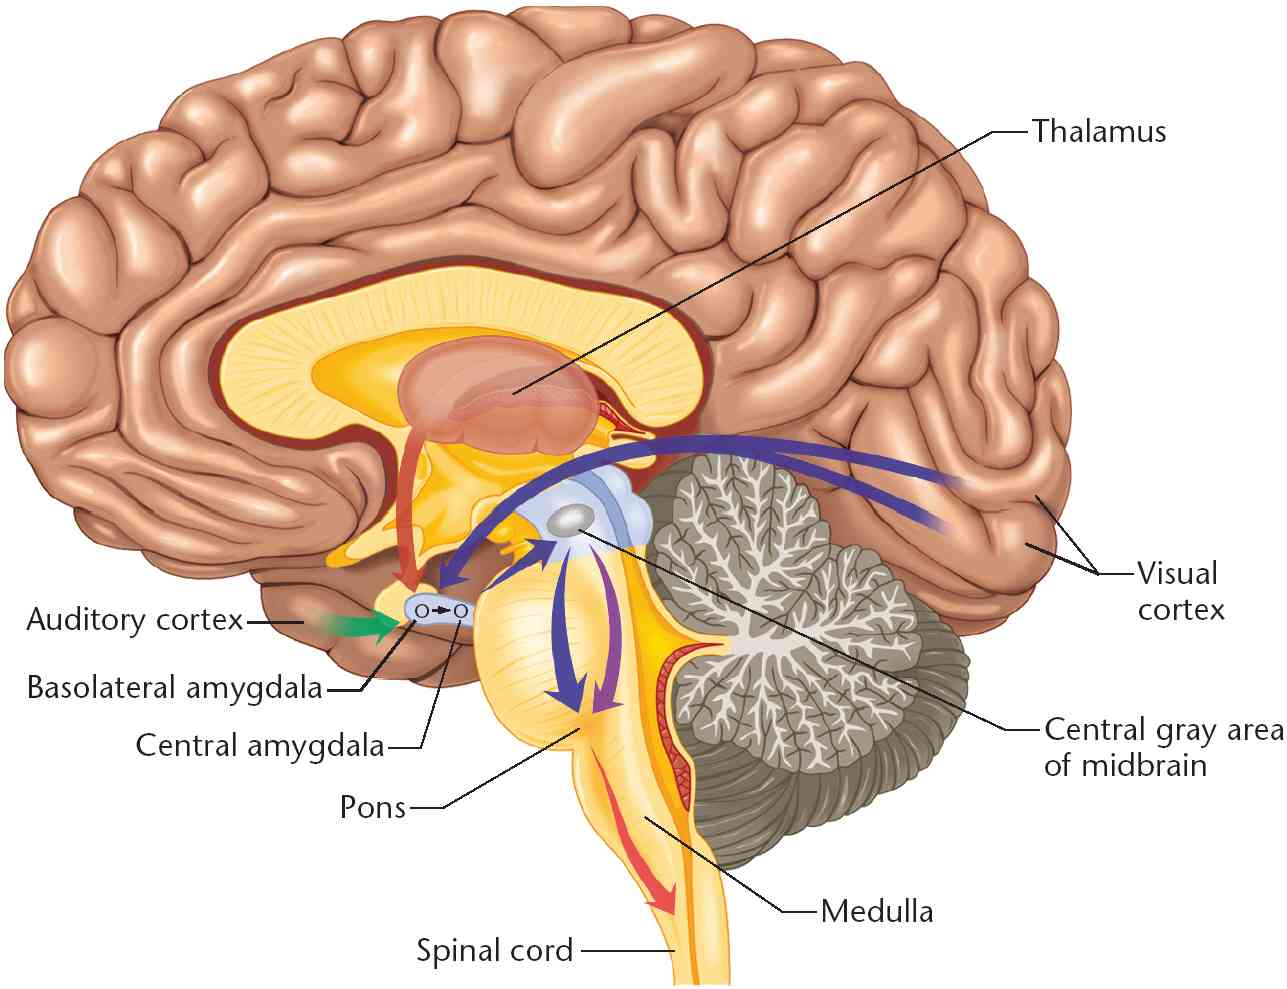 Thalamus
Visual
cortex
Auditory cortex
Basolateral amygdala
Central amygdala
Central gray area
of midbrain
Pons
Medulla
Spinal cord